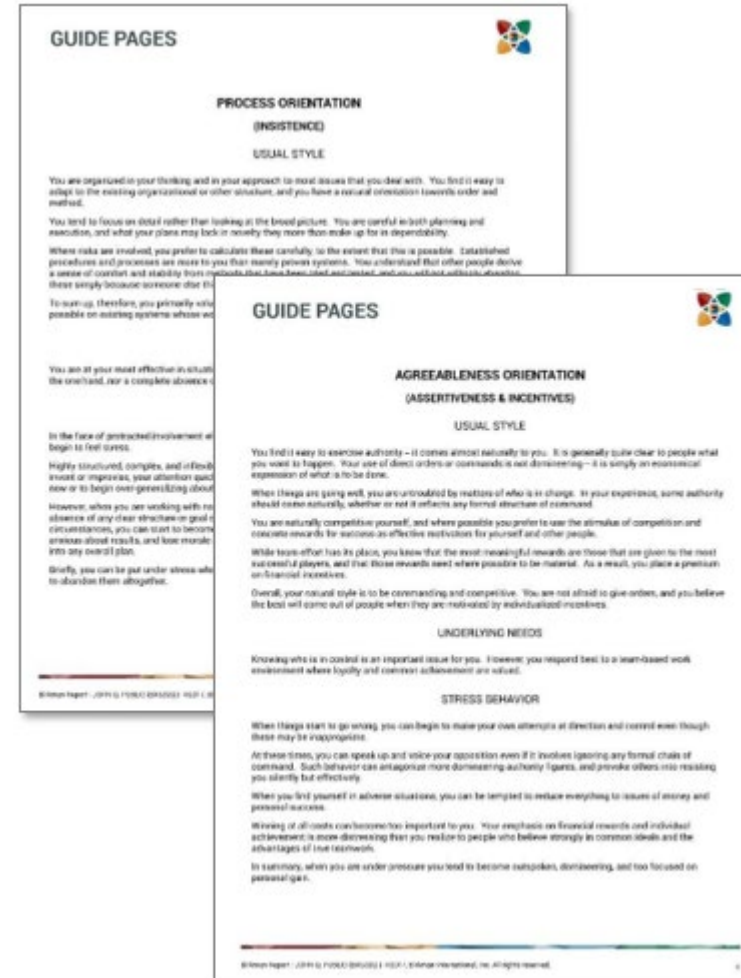 GUIDE PAGES
PROCESS ORIENTATION
(INSISTENCE)
USUAL STYLE
You are organized in your thinking and in your approach to most issues that you deal with. You find it easy to
adapt to the existing organizational or other structure, and you have a natural orientation towards order and
method.
You tend to focus on detail rather than looking at the broad picture. You are careful in both planning and
execution, and what your plans may lack in novelty they more than make up for in dependability.
Where risks are involved, you prefer to calculate these carefully, to the extent that this is possible. Established
procedures and processes are more to you than merely proven systems. You understand that other people derive
a sense of comfort and stability from methods that have been tried and tested, and you will not willingly abandon
these simply because someone else
To sum up, therefore, you primarily
possible on existing systems whose
You are at your most effective in
the one hand, nor a complete absence
In the face of protracted involvement
begin to feel stress.
Highly structured, complex, and
invent or improvise, your attention
new or to begin over-generalizing about
However, when you are working with
absence of any clear structure or goal
circumstances, you can start to become
anxious about results, and lose morale
into any overall plan.
Briefly, you can be put under stress
to abandon them altogether.
GUIDE PAGES
AGREEABLENESS ORIENTATION
(ASSERTIVENESS & INCENTIVES)
USUAL STYLE
You find it easy to exercise authority – it comes almost naturally to you. It is generally quite clear to people what
you want to happen. Your use of direct orders or commands is not domineering – it is simply an economical
expression of what is to be done.
When things are going well, you are untroubled by matters of who is in charge. In your experience, some authority
should come naturally, whether or not it reflects any formal structure of command.
You are naturally competitive yourself, and where possible you prefer to use the stimulus of competition and
concrete rewards for success as effective motivators for yourself and other people.
While team effort has its place, you know that the most meaningful rewards are those that are given to the most
successful players, and that those rewards need where possible to be material. As a result, you place a premium
on financial incentives.
Overall, your natural style is to be commanding and competitive. You are not afraid to give orders, and you believe
the best will come out of people when they are motivated by individualized incentives.
UNDERLYING NEEDS
Knowing who is in control is an important issue for you. However, you respond best to a team-based work
environment where loyalty and common achievement are valued.
STRESS BEHAVIOR
When things start to go wrong, you can begin to make your own attempts at direction and control even though
these may be inappropriate.
At these times, you can speak up and voice your opposition even if it involves ignoring any formal chain of
command. Such behavior can antagonize more domineering authority figures, and provoke others into resisting
you silently but effectively.
When you find yourself in adverse situations, you can be tempted to reduce everything to issues of money and
personal success.
Winning at all costs can become too important to you. Your emphasis on financial rewards and individual
achievement is more distressing than you realize to people who believe strongly in common ideals and the
advantages of true teamwork.
In summary, when you are under pressure you tend to become outspoken, domineering, and too focused on
personal gain.